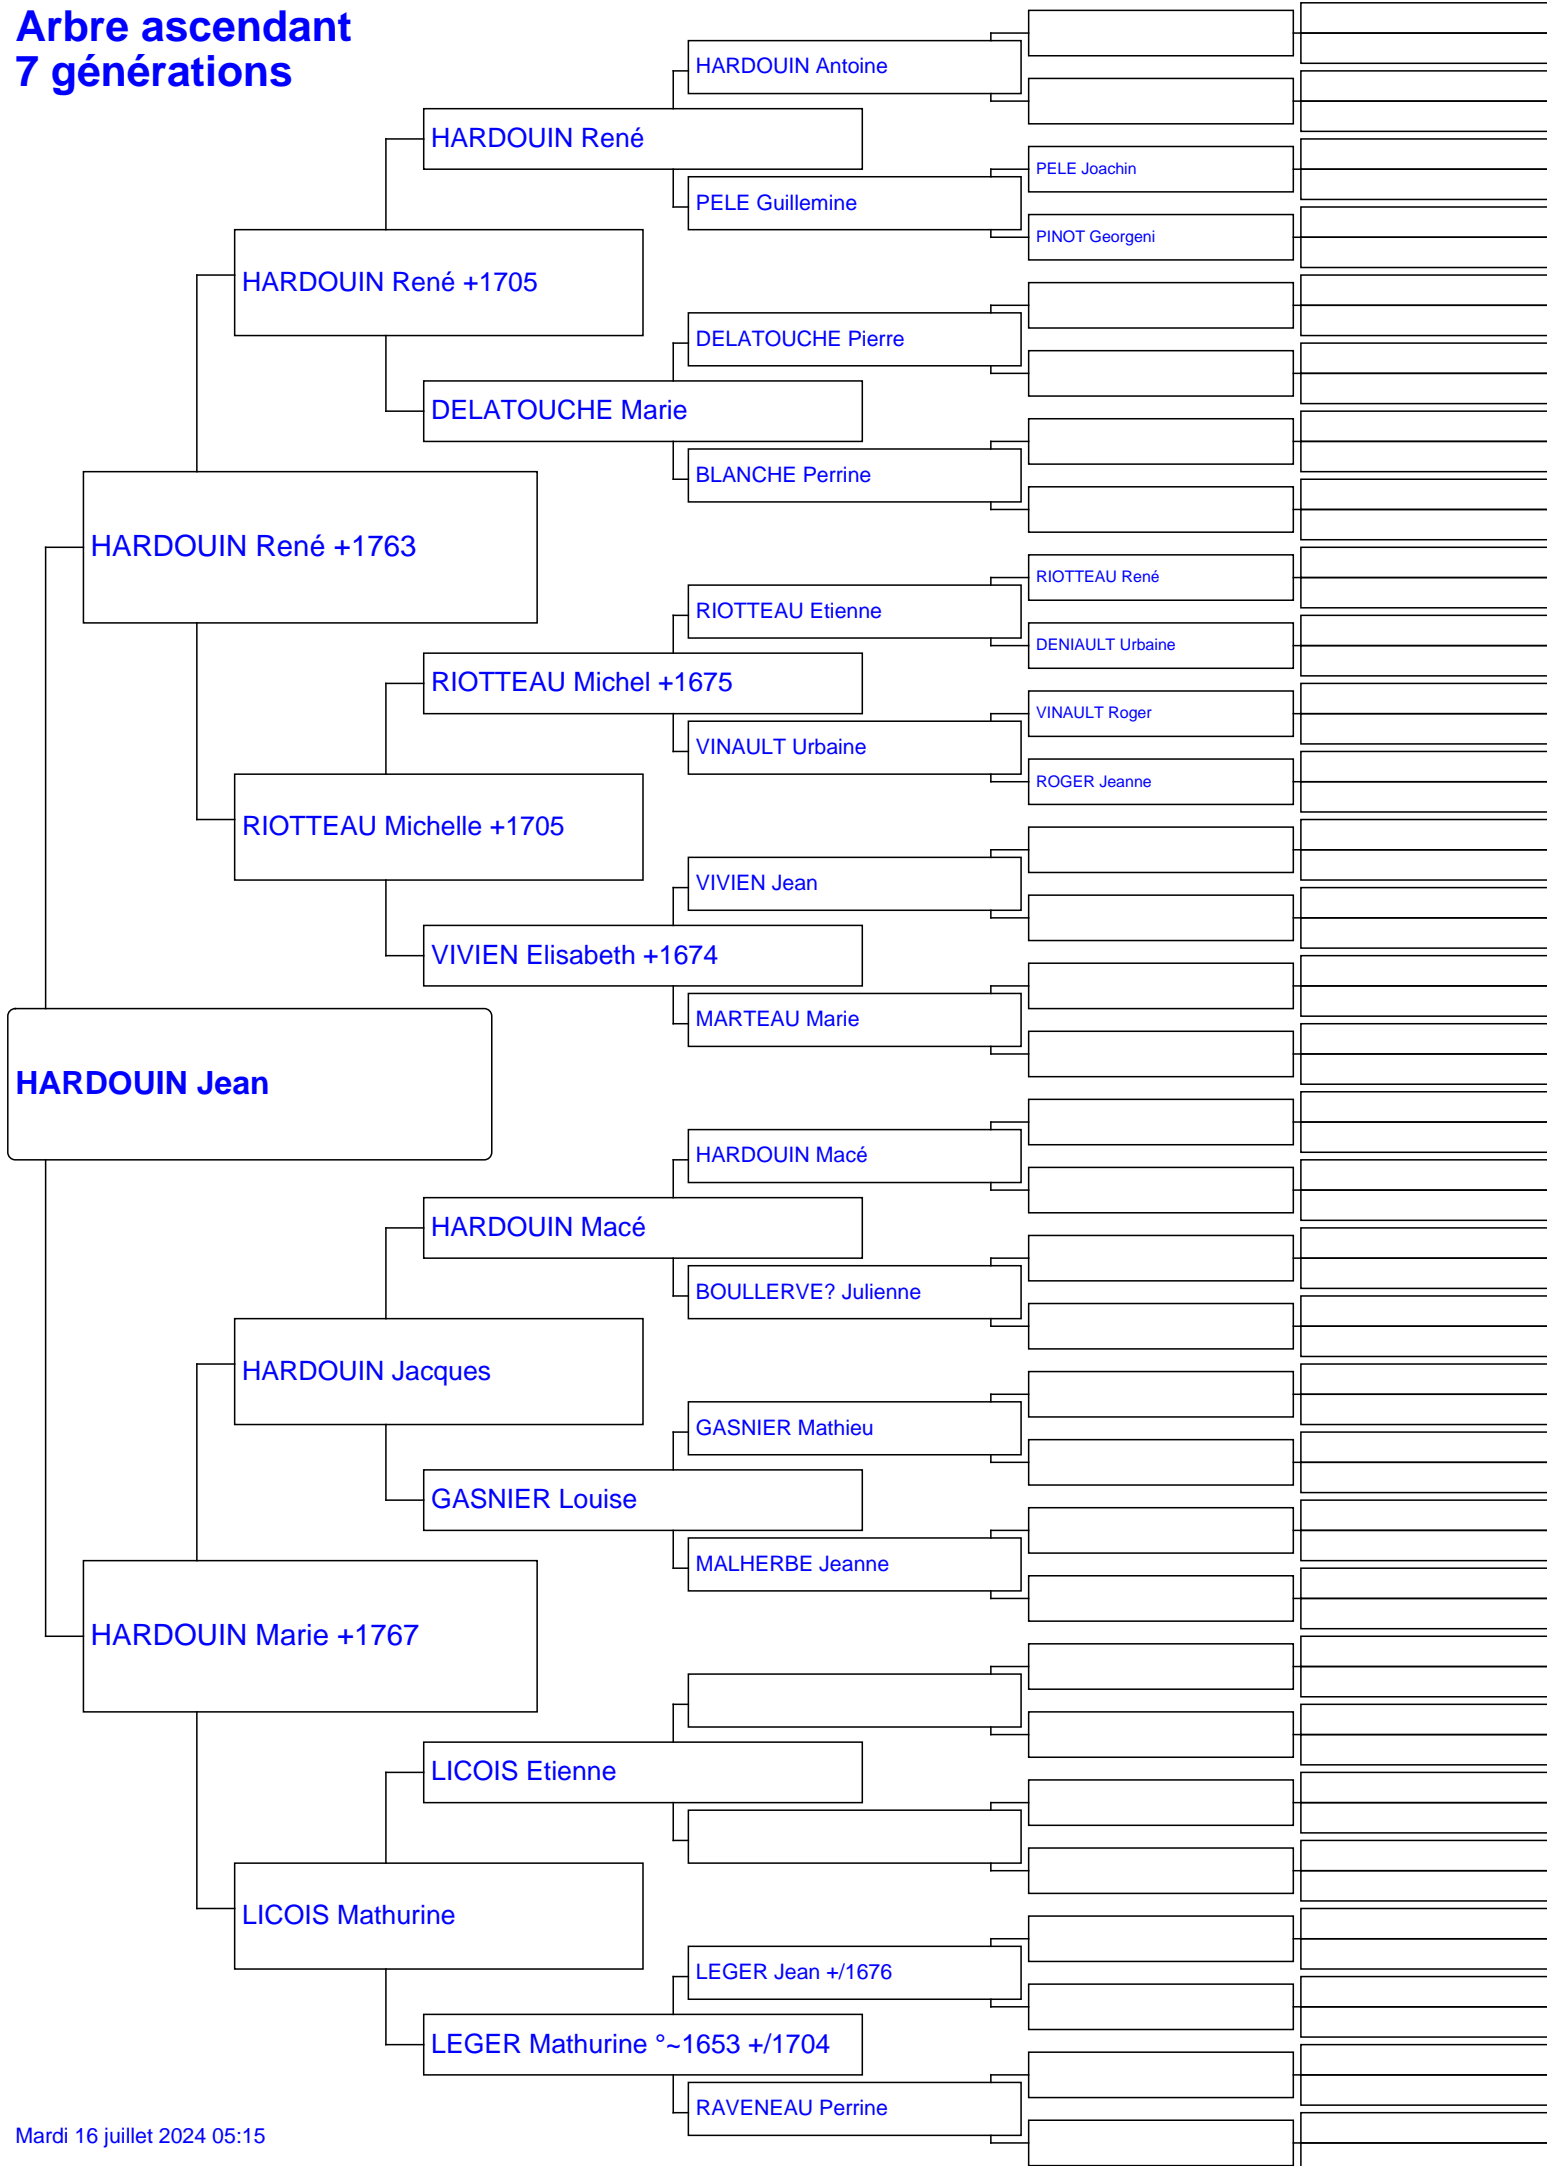 Arbre ascendant
7 générations
HARDOUIN Antoine
HARDOUIN René
PELE Joachin
PELE Guillemine
PINOT Georgeni
HARDOUIN René +1705
DELATOUCHE Pierre
DELATOUCHE Marie
BLANCHE Perrine
HARDOUIN René +1763
RIOTTEAU René
RIOTTEAU Etienne
DENIAULT Urbaine
RIOTTEAU Michel +1675
VINAULT Roger
VINAULT Urbaine
ROGER Jeanne
RIOTTEAU Michelle +1705
VIVIEN Jean
VIVIEN Elisabeth +1674
MARTEAU Marie
HARDOUIN Jean
HARDOUIN Macé
HARDOUIN Macé
BOULLERVE? Julienne
HARDOUIN Jacques
GASNIER Mathieu
GASNIER Louise
MALHERBE Jeanne
HARDOUIN Marie +1767
LICOIS Etienne
LICOIS Mathurine
LEGER Jean +/1676
LEGER Mathurine °~1653 +/1704
RAVENEAU Perrine
Mardi 16 juillet 2024 05:15